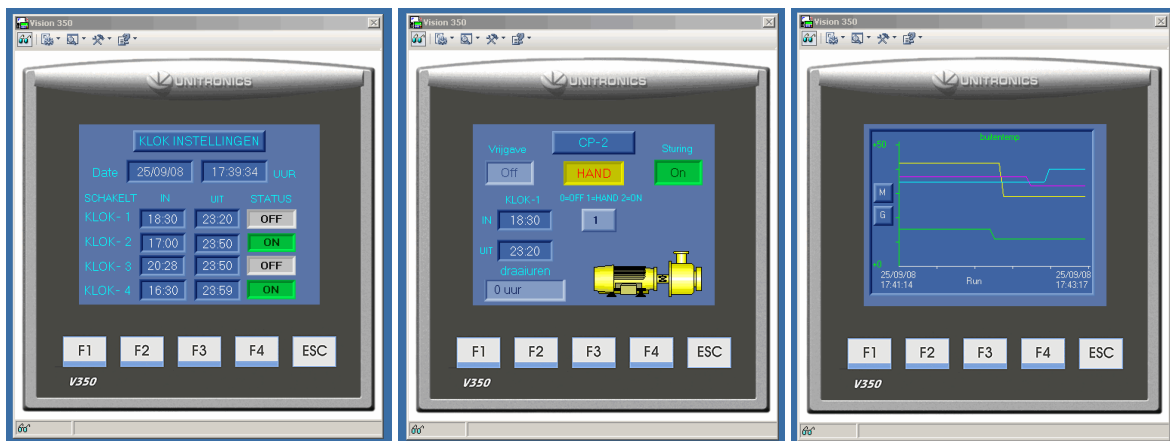 Vision 350
UNITRONICS
KLOK INSTELLINGEN
Date 25/09/08 17:39:34 UUR
SCHAKELT IN UIT STATUS
KLOK- 1 18:30 23:20 OFF
KLOK- 2 17:00 23:50 ON
KLOK- 3 20:28 23:50 OFF
KLOK- 4 16:30 23:59 ON
F1 F2 F3 F4 ESC
V350
Vision 350
UNITRONICS
CP-2
Vrijgave Sturing
Off HAND On
KLOK-1 0=OFF 1=HAND 2=ON
IN 18:30 1
UIT 23:20
draaiuren
0 uur
F1 F2 F3 F4 ESC
V350
Vision 350
UNITRONICS
buitentemp
+50
M
G
+0
25/09/08 25/09/08
17:41:14 Run 17:43:17
F1 F2 F3 F4 ESC
V350